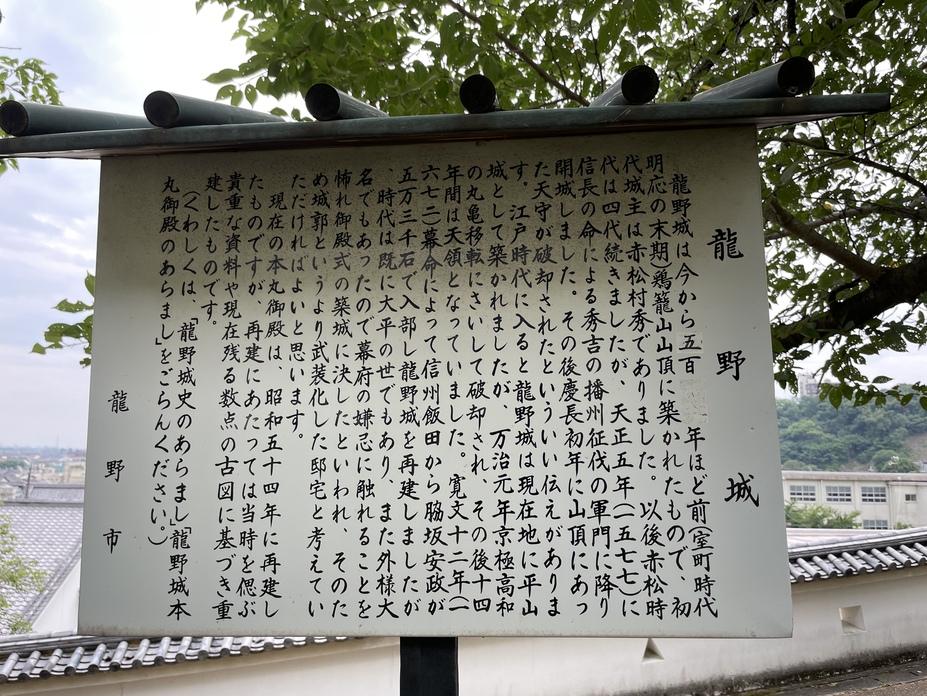 龍野城
龍野城は今から五百　年ほど前(室町時代
明応の末期)鶏籠山山頂に築かれたもので、初
代城主は赤松村秀でありました。以後赤松時
代は四代続きましたが、天正五年(一五七七)に
信長の命による秀吉の播州征伐の軍門に降り
開城しました。その後慶長初年に山頂にあっ
た天守が破却されたといういい伝えがありま
す。江戸時代に入ると龍野城は現在地に平山
城として築かれましたが、万治元年京極高和
の丸亀移転にさいして破却され、その後十四
年間は天領となっていました。寛文十二年(一
六七二)幕命によって信州飯田から脇坂安政が
五万三千石で入部し龍野城を再建しましたが
、時代は既に大平の世でもあり、また外様大
名でもあったので幕府の嫌忌に触れることを
怖れ御殿式の築城に決したといわれ、そのた
め城郭というより武装化した邸宅と考えてい
ただければよいと思います。
現在の本丸御殿は、昭和五十四年に再建し
たものですが、再建にあたっては当時を偲ぶ
貴重な資料や現在残る数点の古図に基づき重
建したものです。
(くわしくは、「龍野城史のあらまし」「龍野城本
丸御殿のあらまし」をごらんください。)
龍野市